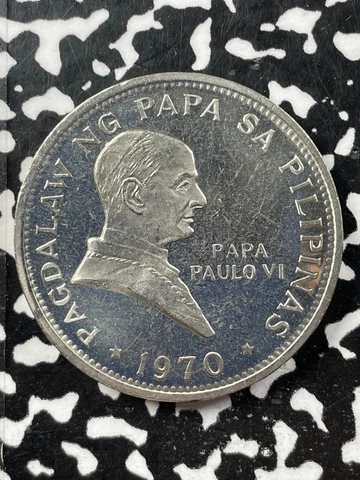 PAGDALAW NG PAPA SA PILIPINAS
PAPA
PAULO VI
★ 1970 ★